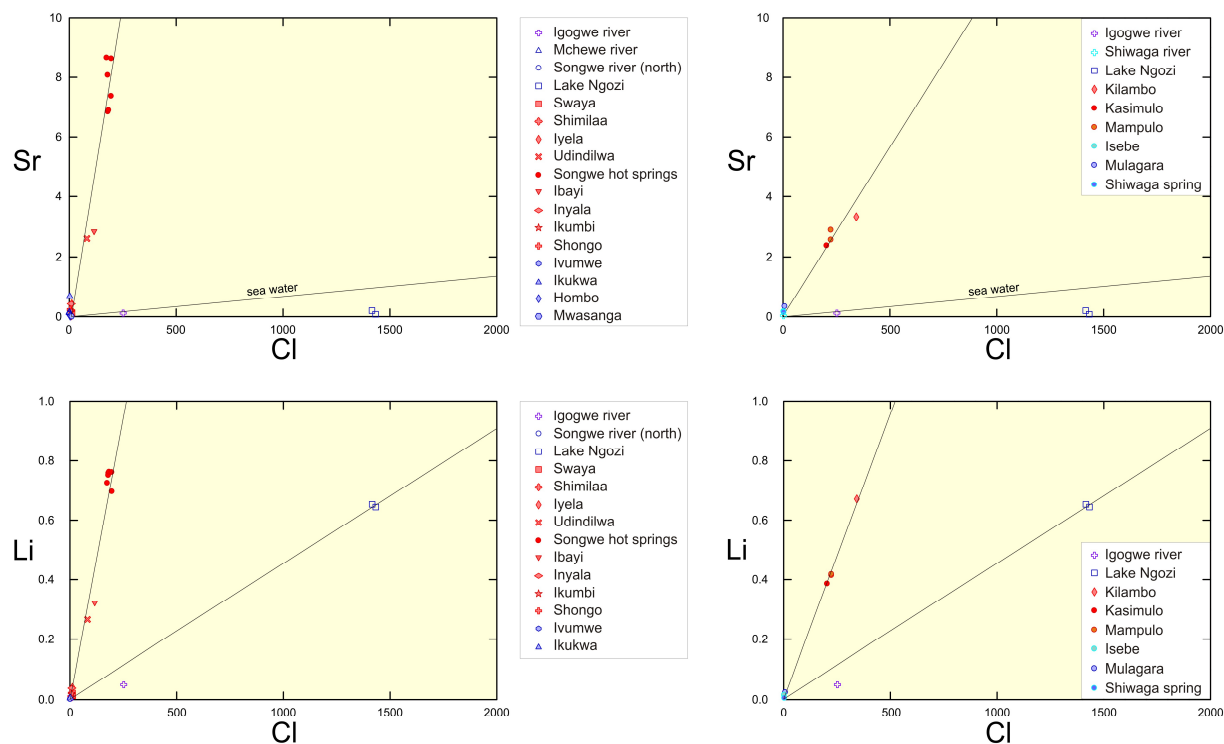 10
8
6
4
2
0
Sr
sea water
0
500
1000
1500
2000
Cl
Igogwe river
Mchewe river
Songwe river (north)
Lake Ngozi
Swaya
Shimilaa
Iyela
Udindilwa
Songwe hot springs
Ibayi
Inyala
Ikumbi
Shongo
Ivumwe
Ikukwa
Hombo
Mwasanga
10
8
6
4
2
0
Sr
sea water
0
500
1000
1500
2000
Cl
Igogwe river
Shiwaga river
Lake Ngozi
Kilambo
Kasimulo
Mampulo
Isebe
Mulagara
Shiwaga spring
1.0
0.8
0.6
0.4
0.2
0.0
Li
0
500
1000
1500
2000
Cl
Igogwe river
Songwe river (north)
Lake Ngozi
Swaya
Shimilaa
Iyela
Udindilwa
Songwe hot springs
Ibayi
Inyala
Ikumbi
Shongo
Ivumwe
Ikukwa
1.0
0.8
0.6
0.4
0.2
0.0
Li
0
500
1000
1500
2000
Cl
Igogwe river
Lake Ngozi
Kilambo
Kasimulo
Mampulo
Isebe
Mulagara
Shiwaga spring